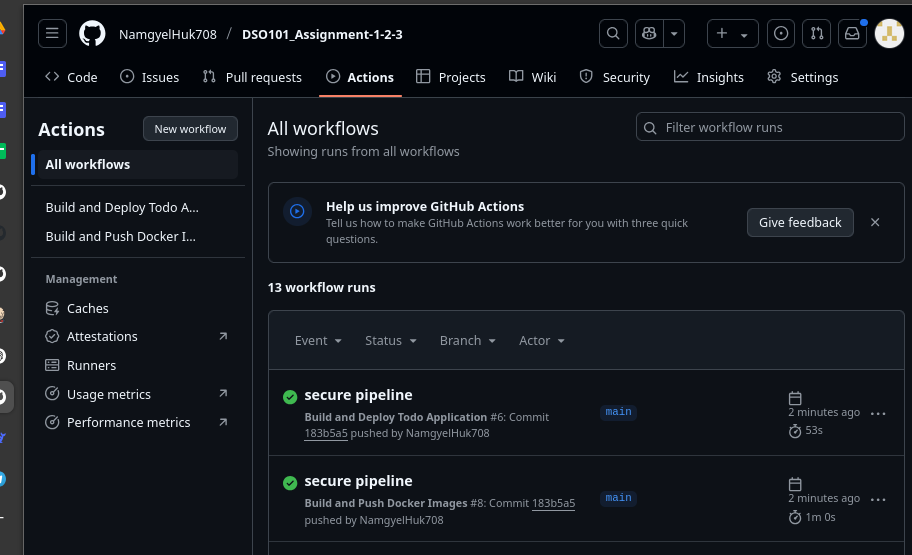 NamgyelHuk708 / DSO101_Assignment-1-2-3
Code Issues Pull requests Actions Projects Wiki Security Insights Settings
Actions
New workflow
All workflows
Build and Deploy Todo A...
Build and Push Docker I...
Management
Caches
Attestations
Runners
Usage metrics
Performance metrics
All workflows
Showing runs from all workflows
Filter workflow runs
Help us improve GitHub Actions
Tell us how to make GitHub Actions work better for you with three quick
questions.
Give feedback
13 workflow runs
Event Status Branch Actor
secure pipeline
Build and Deploy Todo Application #6: Commit
183b5a5 pushed by NamgyelHuk708
main
2 minutes ago
53s
secure pipeline
Build and Push Docker Images #8: Commit 183b5a5
pushed by NamgyelHuk708
main
2 minutes ago
1m 0s